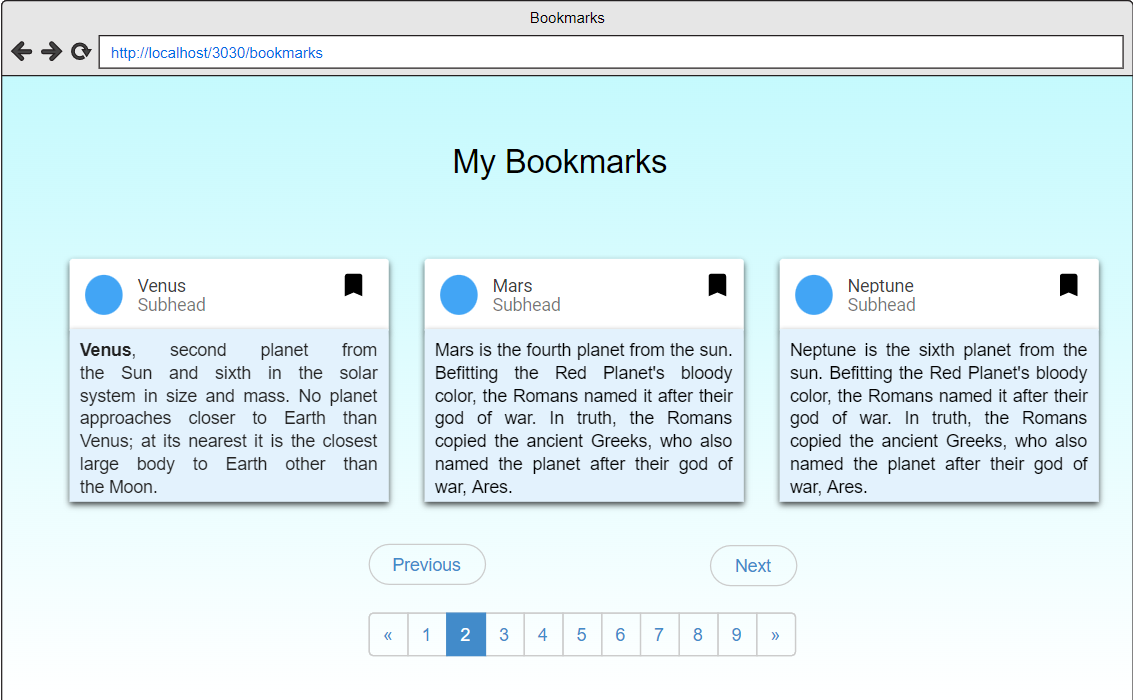 Bookmarks
http://localhost/3030/bookmarks
My Bookmarks
Venus
Subhead
Venus, second planet from
the Sun and sixth in the solar
system in size and mass. No planet
approaches closer to Earth than
Venus; at its nearest it is the closest
large body to Earth other than
the Moon.
Mars
Subhead
Mars is the fourth planet from the sun.
Befitting the Red Planet's bloody
color, the Romans named it after their
god of war. In truth, the Romans
copied the ancient Greeks, who also
named the planet after their god of
war, Ares.
Neptune
Subhead
Neptune is the sixth planet from the
sun. Befitting the Red Planet's bloody
color, the Romans named it after their
god of war. In truth, the Romans
copied the ancient Greeks, who also
named the planet after their god of
war, Ares.
Previous
Next
« 1 2 3 4 5 6 7 8 9 »